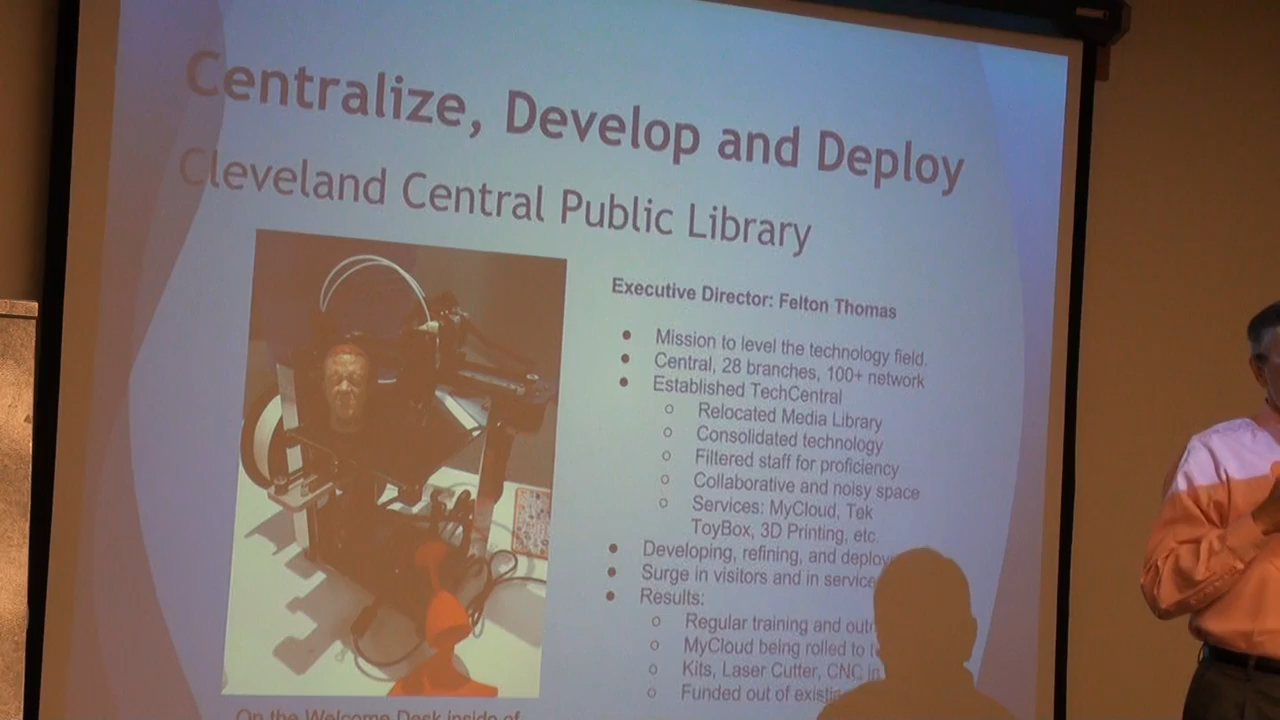 Centralize, Develop and Deploy
Cleveland Central Public Library
Executive Director: Felton Thomas
● Mission to level the technology field.
● Central, 28 branches, 100+ network
● Established TechCentral
○ Relocated Media Library
○ Consolidated technology
○ Filtered staff for proficiency
○ Collaborative and noisy space
○ Services: MyCloud, Tek
ToyBox, 3D Printing, etc.
● Developing, refining, and
● Surge in visitors and in
● Results:
○ Regular training and
○ MyCloud being rolled to
○ Kits, Laser Cutter, CNC
○ Funded out of
On the Welcome Desk inside of